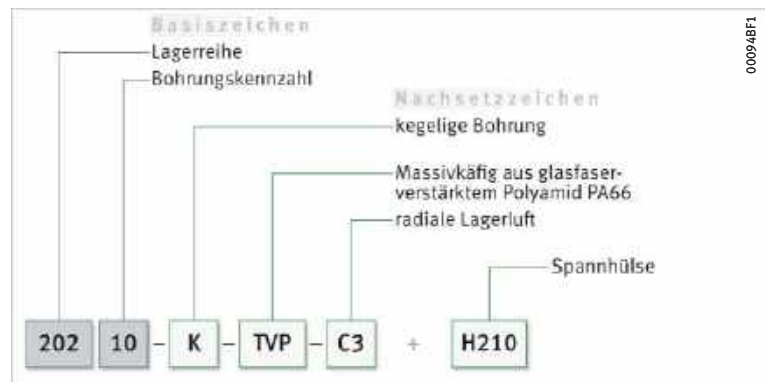 Basiszeichen
Lagerreihe
Bohrungskennzahl
Nachsetzzeichen
kegelige Bohrung
Massivkäfig aus glasfaser-
verstärktem Polyamid PA66
radiale Lagerluft
Spannhülse
202 10 – K – TVP – C3 + H210
00094BF1